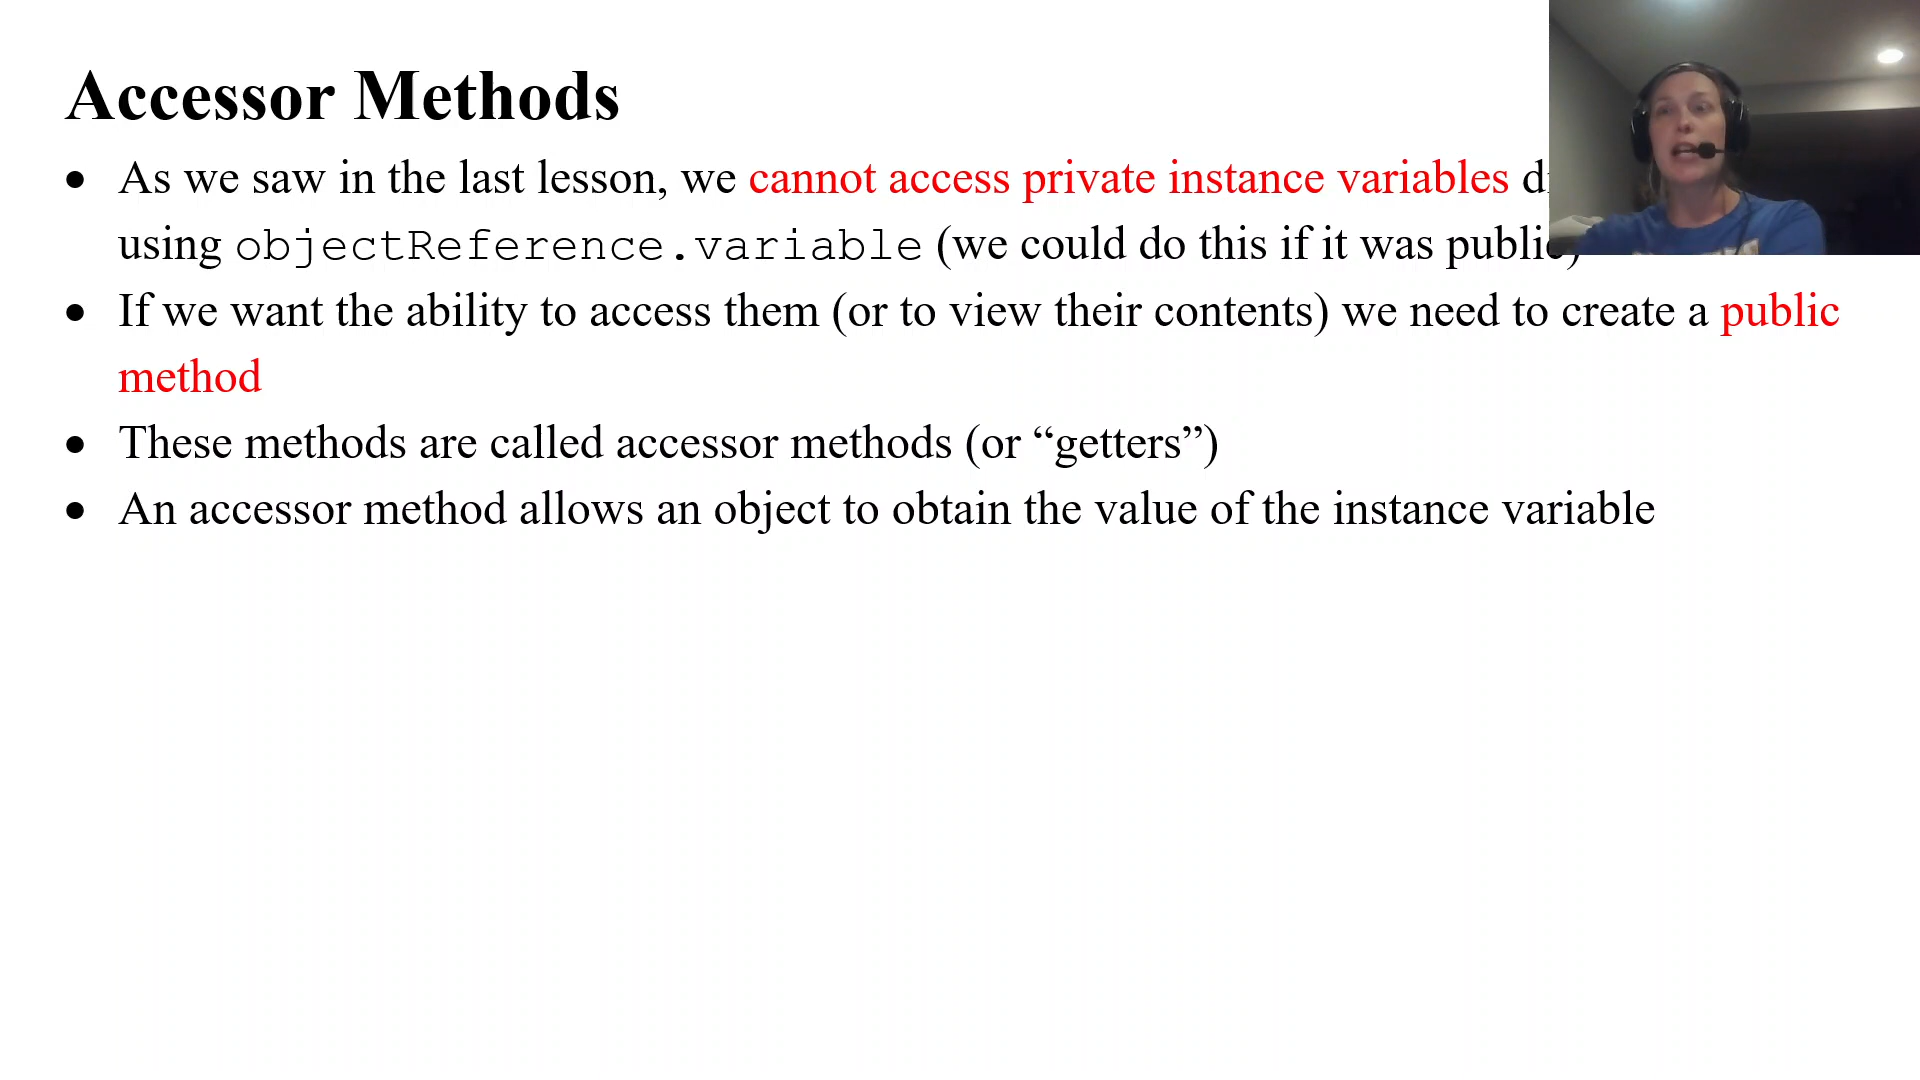 Accessor Methods
• As we saw in the last lesson, we cannot access private instance variables
using objectReference.variable (we could do this if it was public)
• If we want the ability to access them (or to view their contents) we need to create a public
method
• These methods are called accessor methods (or “getters”)
• An accessor method allows an object to obtain the value of the instance variable